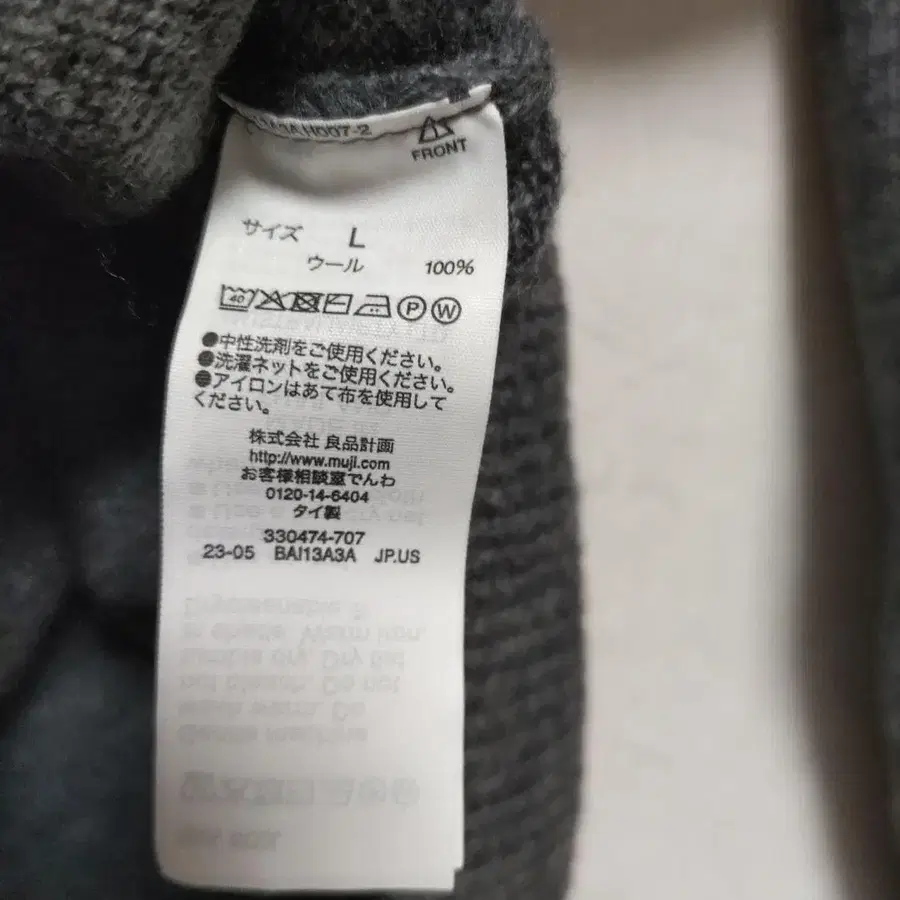 H007-2
FRONT
サイズ L
ウール 100%
40 P W
●中性洗剤をご使用ください。
●洗濯ネットをご使用ください。
●アイロンはあて布を使用して
ください。
株式会社 良品計画
http://www.muji.com
お客様相談室でんわ
0120-14-6404
タイ製
330474-707
23-05 BAI13A3A JP.US